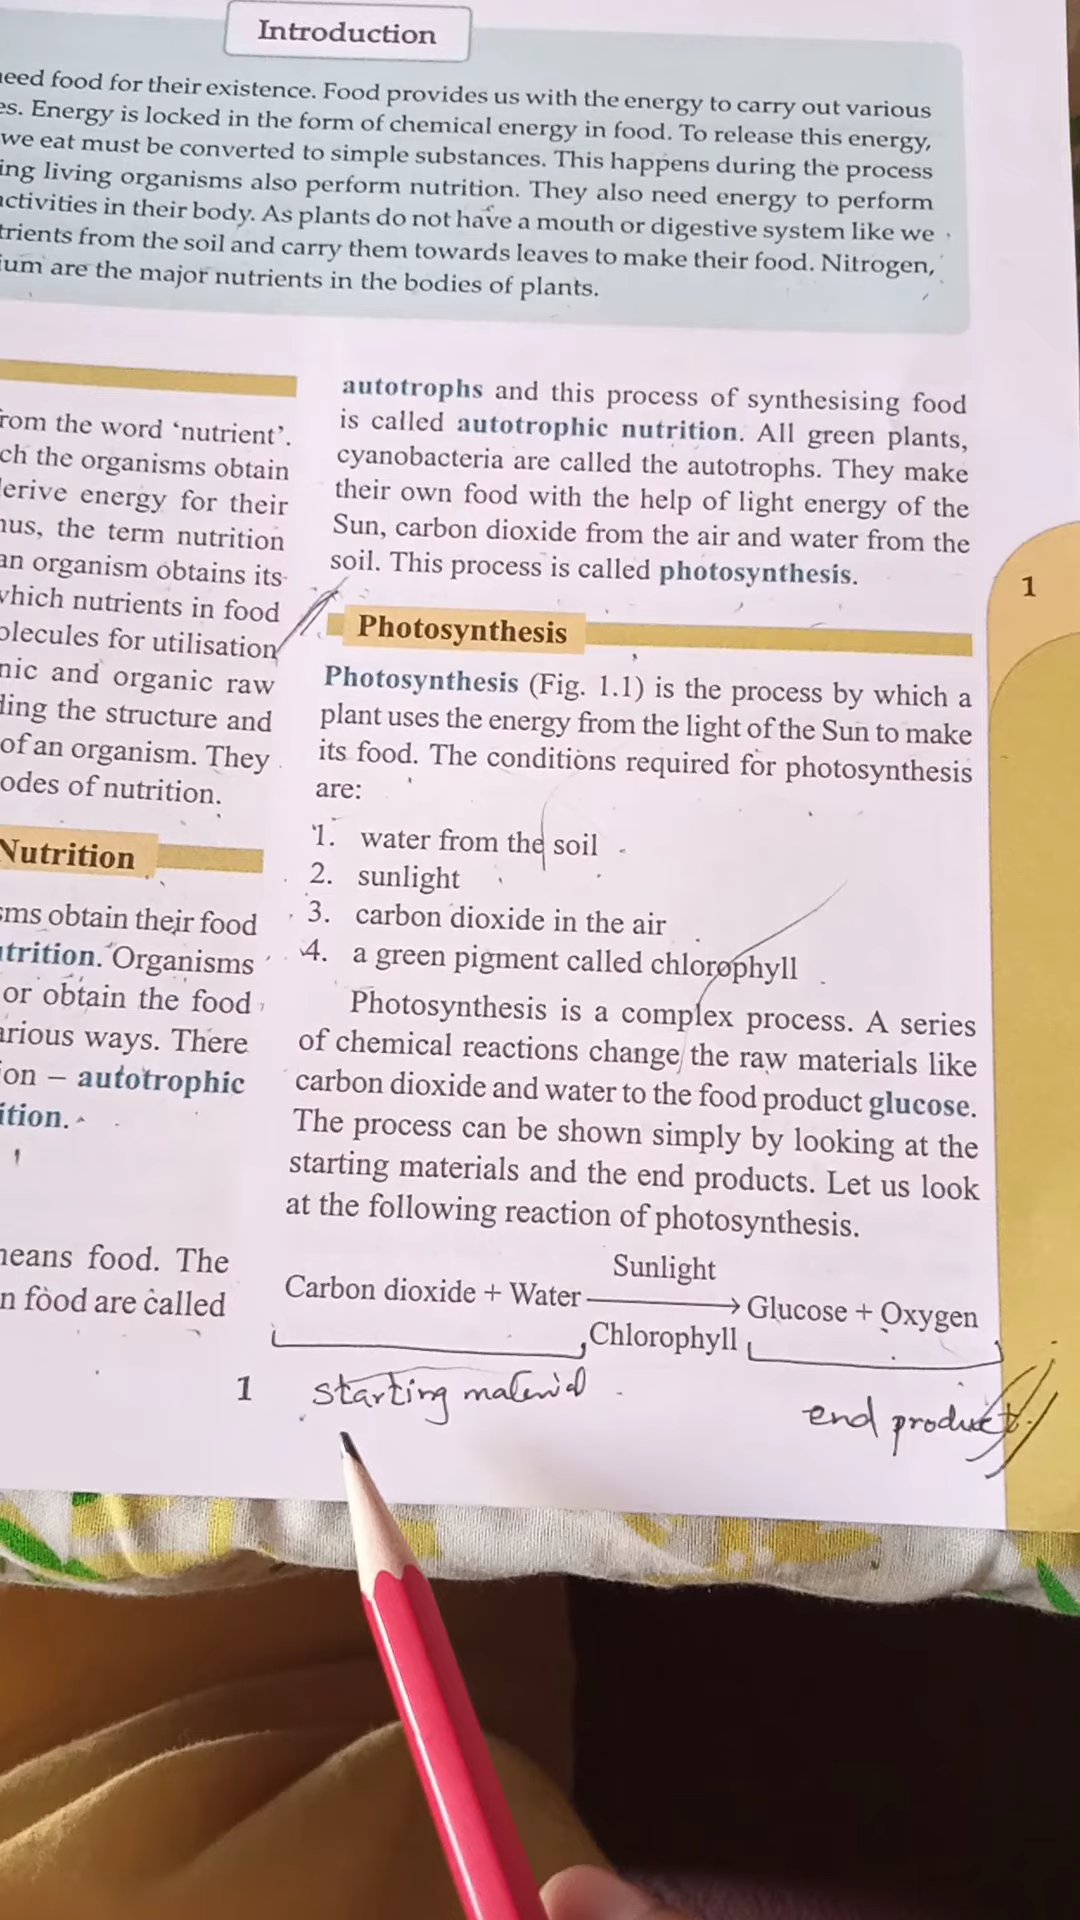 Introduction
need food for their existence. Food provides us with the energy to carry out various
es. Energy is locked in the form of chemical energy in food. To release this energy,
we eat must be converted to simple substances. This happens during the process
ing living organisms also perform nutrition. They also need energy to perform
activities in their body. As plants do not have a mouth or digestive system like we
trients from the soil and carry them towards leaves to make their food. Nitrogen,
ium are the major nutrients in the bodies of plants.
rom the word ‘nutrient’.
ch the organisms obtain
derive energy for their
hus, the term nutrition
an organism obtains its
which nutrients in food
olecules for utilisation
nic and organic raw
ding the structure and
of an organism. They
odes of nutrition.
Nutrition
sms obtain their food
utrition. Organisms
or obtain the food
arious ways. There
ion – autotrophic
ition.
means food. The
n food are called
autotrophs and this process of synthesising food
is called autotrophic nutrition. All green plants,
cyanobacteria are called the autotrophs. They make
their own food with the help of light energy of the
Sun, carbon dioxide from the air and water from the
soil. This process is called photosynthesis.
Photosynthesis
Photosynthesis (Fig. 1.1) is the process by which a
plant uses the energy from the light of the Sun to make
its food. The conditions required for photosynthesis
are:
1. water from the soil
2. sunlight
3. carbon dioxide in the air
4. a green pigment called chlorophyll
Photosynthesis is a complex process. A series
of chemical reactions change the raw materials like
carbon dioxide and water to the food product glucose.
The process can be shown simply by looking at the
starting materials and the end products. Let us look
at the following reaction of photosynthesis.
Sunlight
Carbon dioxide + Water → Glucose + Oxygen
Chlorophyll
starting material
end product
1
1